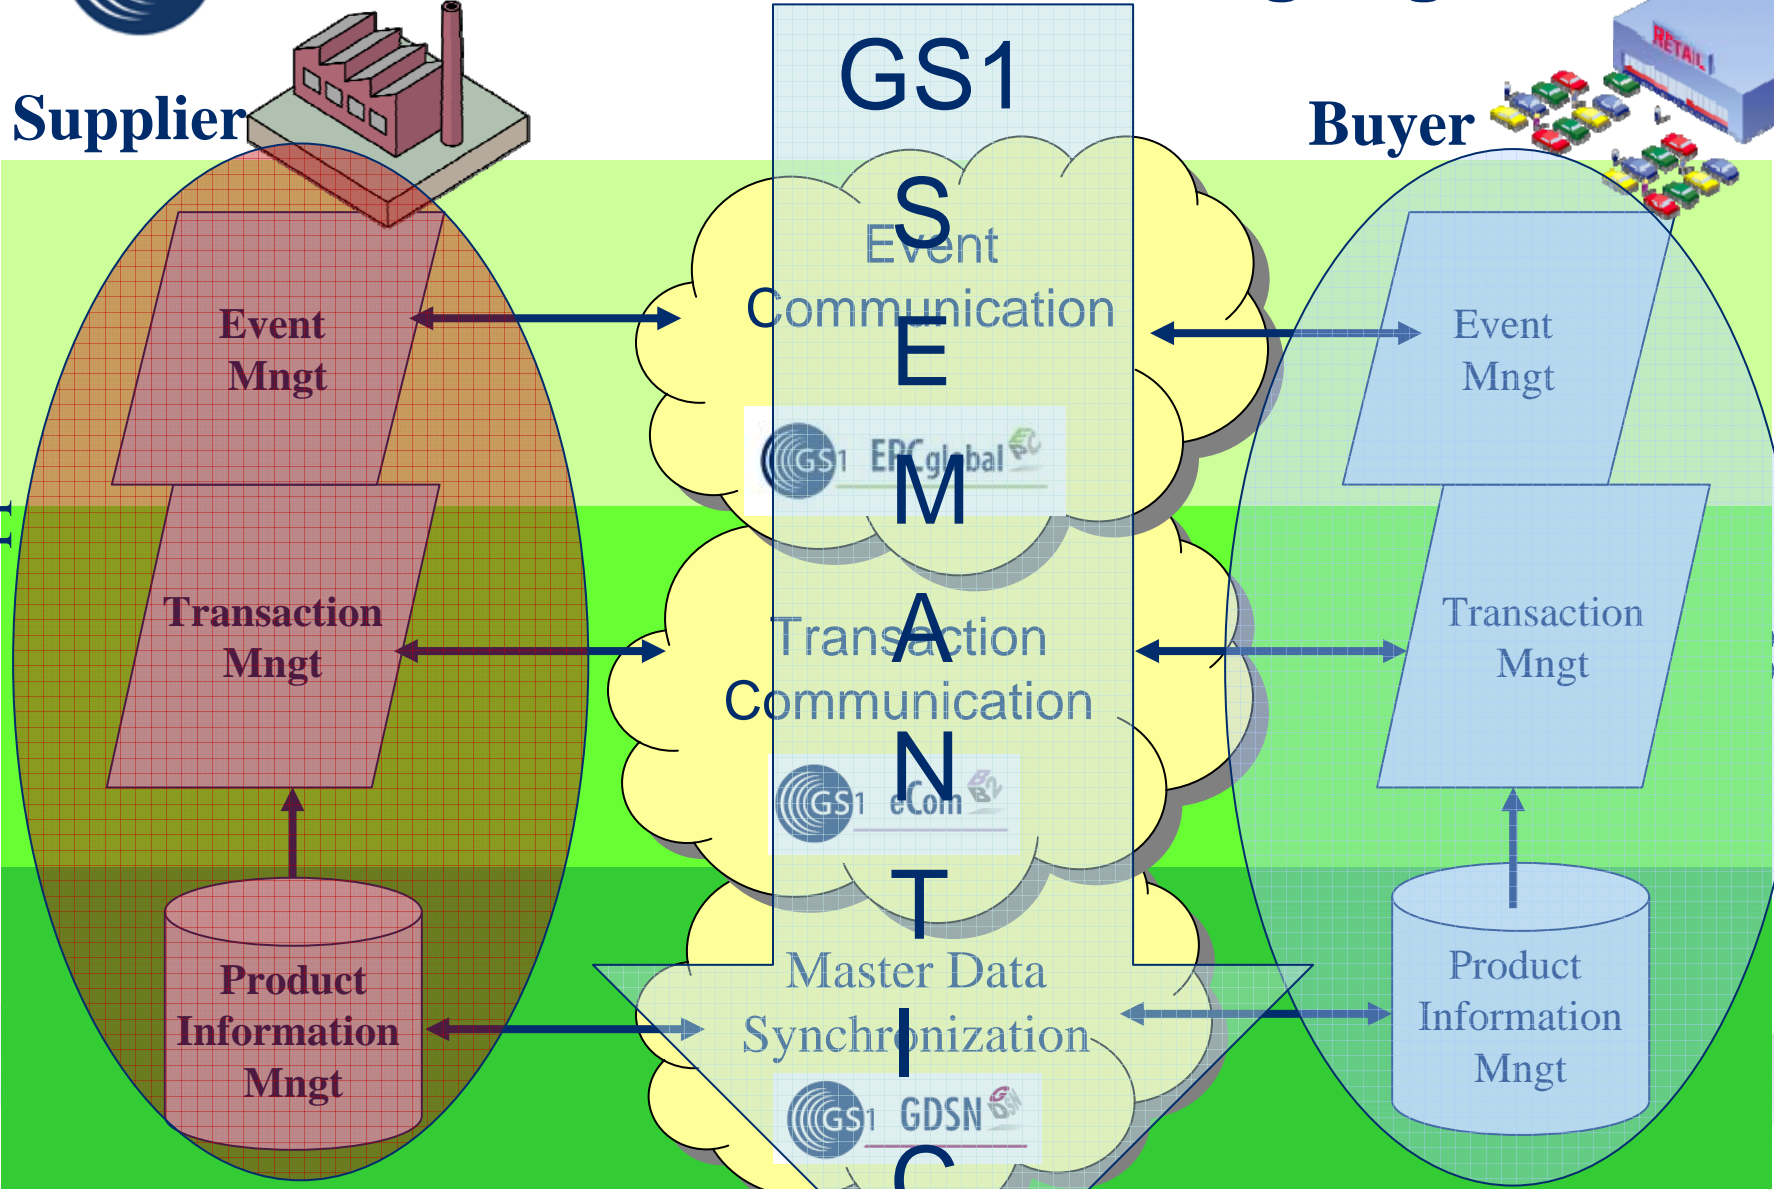 Supplier
GS1
Buyer
RETAIL
S
E
M
A
N
T
I
C
Event
Mngt
Event
Communication
Event
Mngt
GS1 EPCglobal
Transaction
Mngt
Transaction
Communication
Transaction
Mngt
GS1 eCom
Product
Information
Mngt
Master Data
Synchronization
Product
Information
Mngt
GS1 GDSN